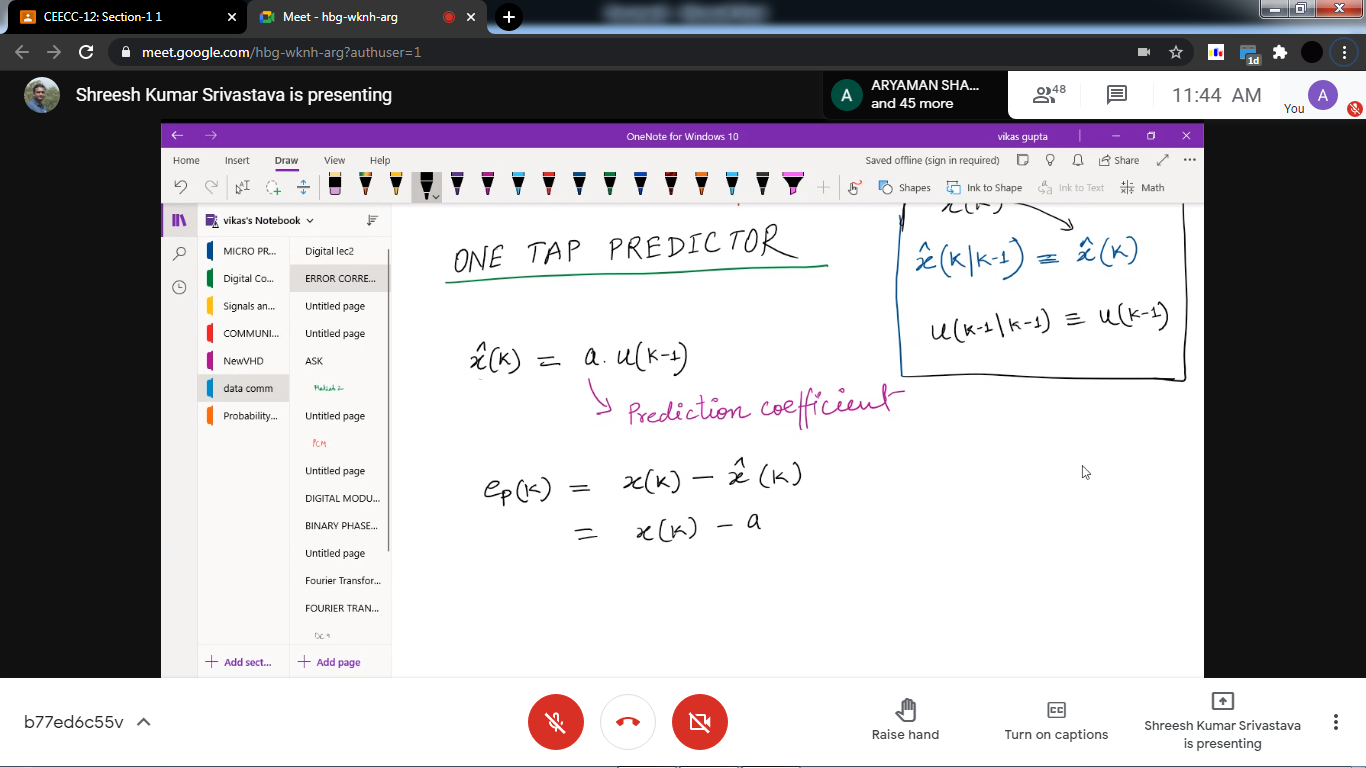 CEECC-12: Section-1 1
Meet - hbg-wknh-arg
meet.google.com/hbg-wknh-arg?authuser=1
1d
Shreesh Kumar Srivastava is presenting
A
ARYAMAN SHA...
and 45 more
48
11:44 AM
You
A
OneNote for Windows 10
vikas gupta
Home Insert Draw View Help
Saved offline (sign in required)
Share
Shapes
Ink to Shape
Ink to Text
Math
vikas's Notebook
MICRO PR...
Digital Co...
Signals an...
COMMUNI...
NewVHD
data comm
Probability...
Add sect...
Digital lec2
ERROR CORRE...
Untitled page
Untitled page
ASK
Untitled page
PCM
Untitled page
DIGITAL MODU...
BINARY PHASE...
Untitled page
Fourier Transfor...
FOURIER TRAN...
Add page
ONE TAP PREDICTOR
x̂(k) = a. u(k-1)
Prediction coefficient
e_p(k) = x(k) - x̂(k)
= x(k) - a
x(k)
x̂(k|k-1) ≡ x̂(k)
u(k-1|k-1) ≡ u(k-1)
b77ed6c55v
Raise hand
Turn on captions
Shreesh Kumar Srivastava
is presenting